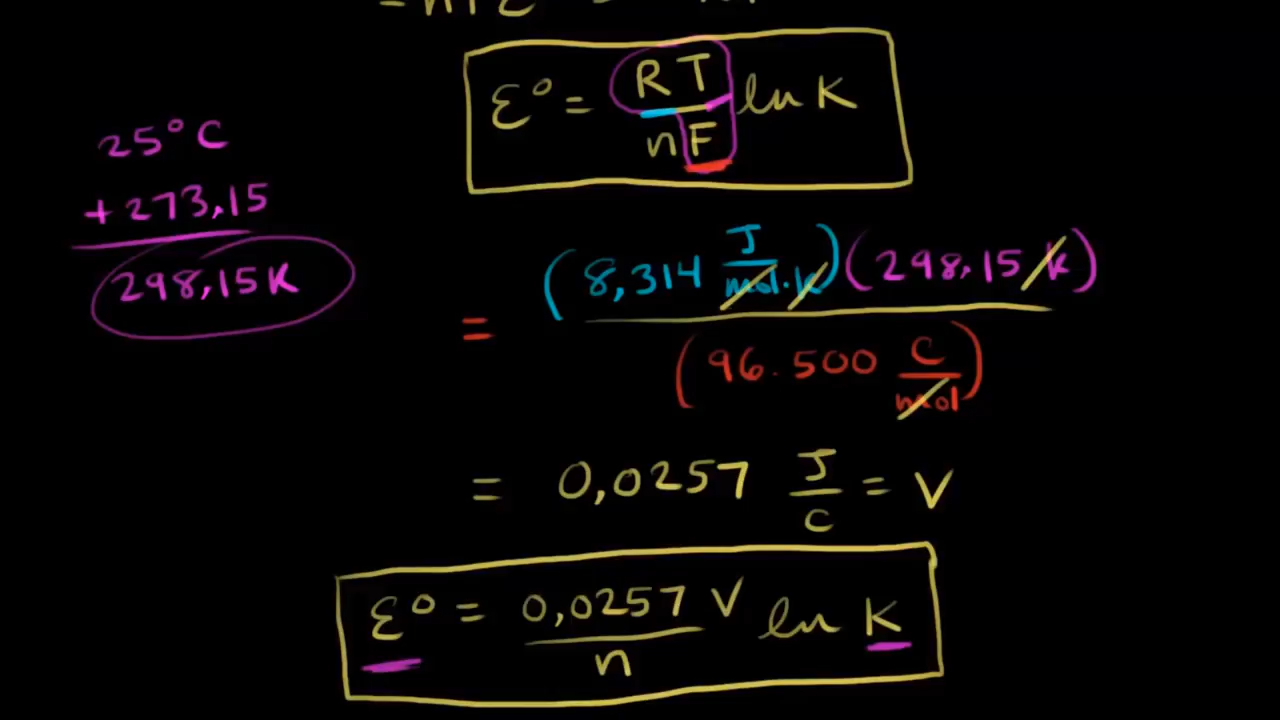 ε° = RT/nF ln K
25°C
+273,15
298,15K
= (8,314 J/mol·K)(298,15 K)/(96.500 C/mol)
= 0,0257 J/C = V
ε° = 0,0257 V/n ln K